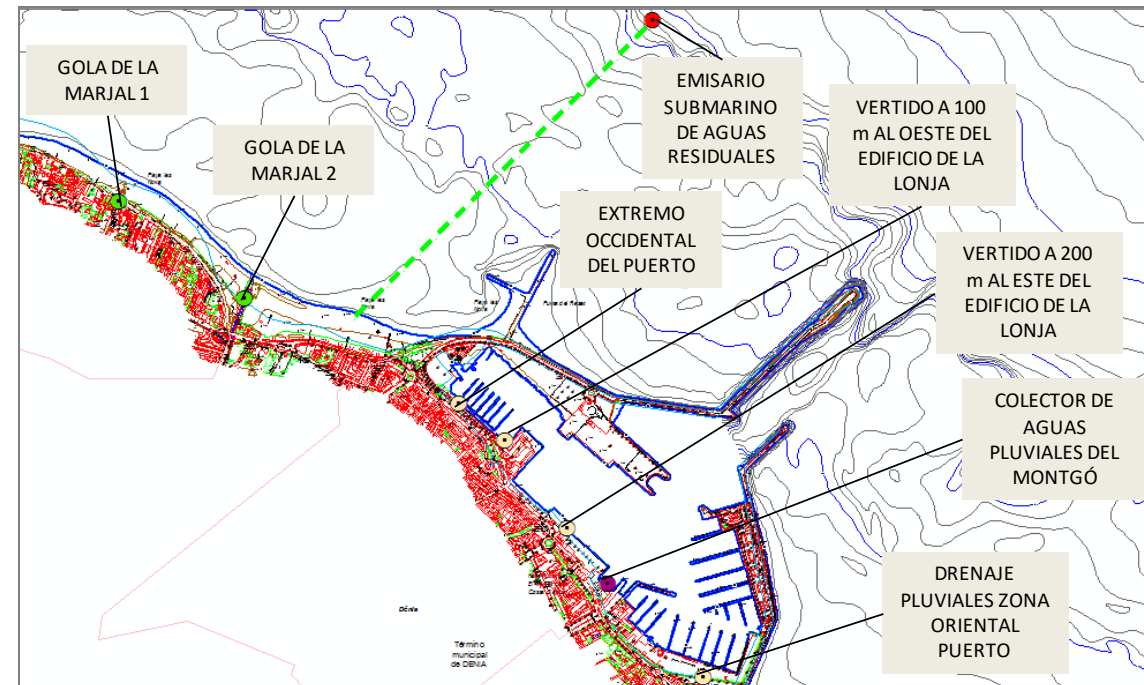 GOLA DE LA
MARJAL 1
GOLA DE LA
MARJAL 2
EMISARIO
SUBMARINO
DE AGUAS
RESIDUALES
VERTIDO A 100
m AL OESTE DEL
EDIFICIO DE LA
LONJA
EXTREMO
OCCIDENTAL
DEL PUERTO
VERTIDO A 200
m AL ESTE DEL
EDIFICIO DE LA
LONJA
COLECTOR DE
AGUAS
PLUVIALES DEL
MONTGÓ
DRENAJE
PLUVIALES ZONA
ORIENTAL
PUERTO
Dénia
Término
municipal
de DENIA